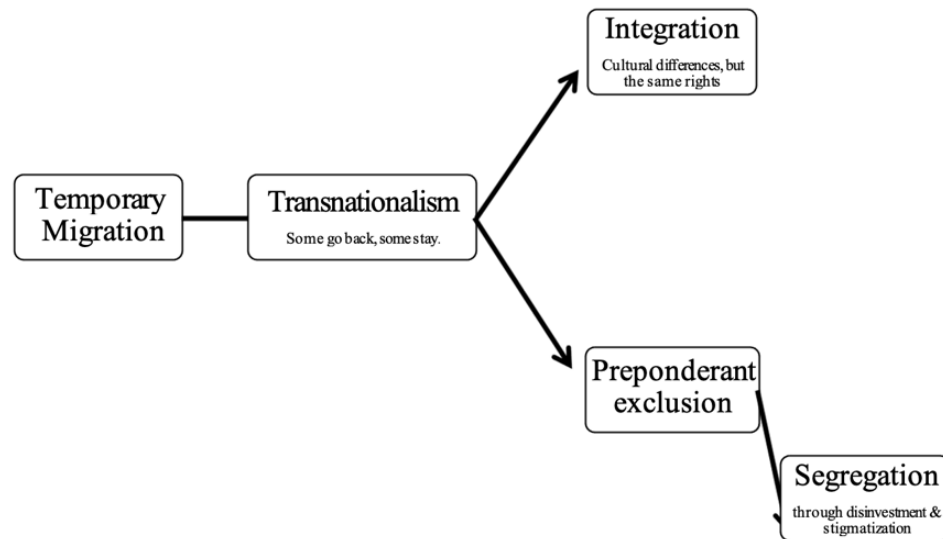 Integration
Cultural differences, but
the same rights
Temporary
Migration
Transnationalism
Some go back, some stay.
Preponderant
exclusion
Segregation
through disinvestment &
stigmatization